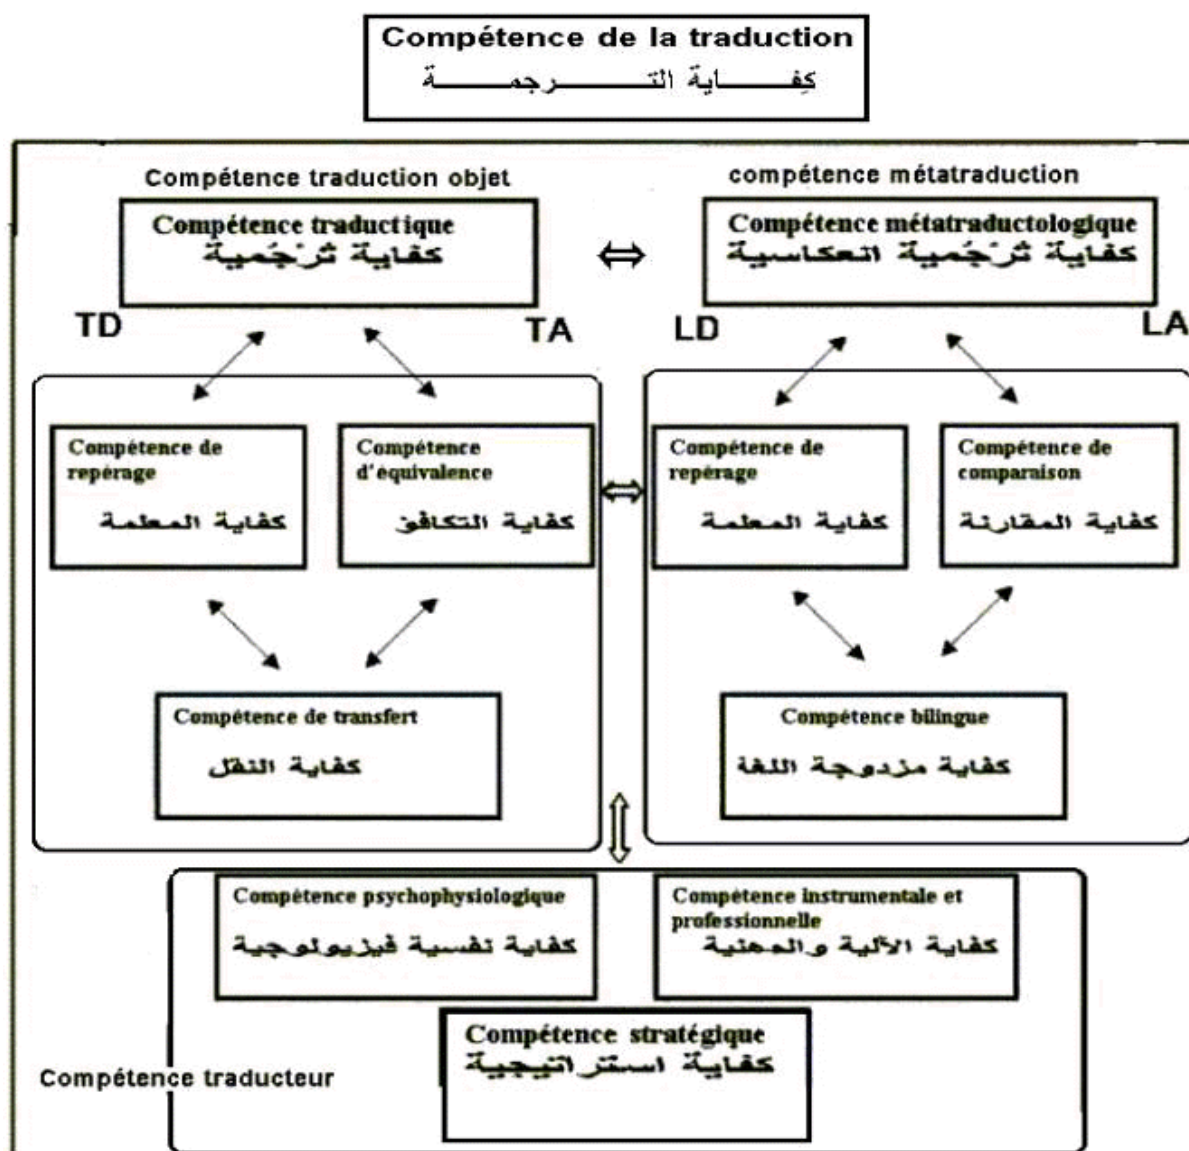 Compétence de la traduction
كِفــــاية التــــرجمــــة
Compétence traduction objet
compétence métatraduction
Compétence traductique
كفاية تَرْجُمية
Compétence métatraductologique
كفاية تَرْجُمية انعكاسية
TD
TA
LD
LA
Compétence de
repérage
كفاية المعلمة
Compétence
d'équivalence
كفاية التكافؤ
Compétence de
repérage
كفاية المعلمة
Compétence de
comparaison
كفاية المقارنة
Compétence de transfert
كفاية النقل
Compétence bilingue
كفاية مزدوجة اللغة
Compétence psychophysiologique
كفاية نفسية فيزيولوجية
Compétence instrumentale et
professionnelle
كفاية الآلية والمهنية
Compétence stratégique
كفاية استراتيجية
Compétence traducteur